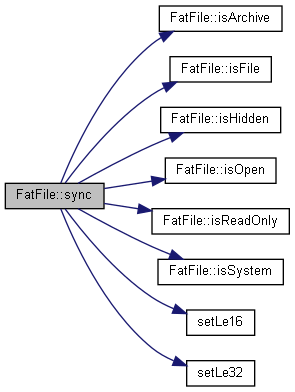 FatFile::isArchive
FatFile::isFile
FatFile::isHidden
FatFile::isOpen
FatFile::sync
FatFile::isReadOnly
FatFile::isSystem
setLe16
setLe32